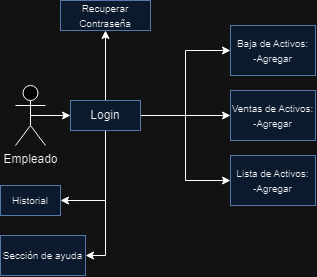 Recuperar
Contraseña
Baja de Activos:
-Agregar
Login
Ventas de Activos:
-Agregar
Empleado
Lista de Activos:
-Agregar
Historial
Sección de ayuda